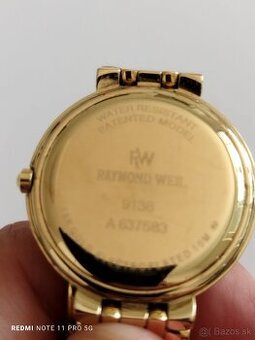 WATER RESISTANT
PATENTED MODEL
RW
RAYMOND WEIL
9136
A 637583
REDMI NOTE 11 PRO 5G
Bazos.sk